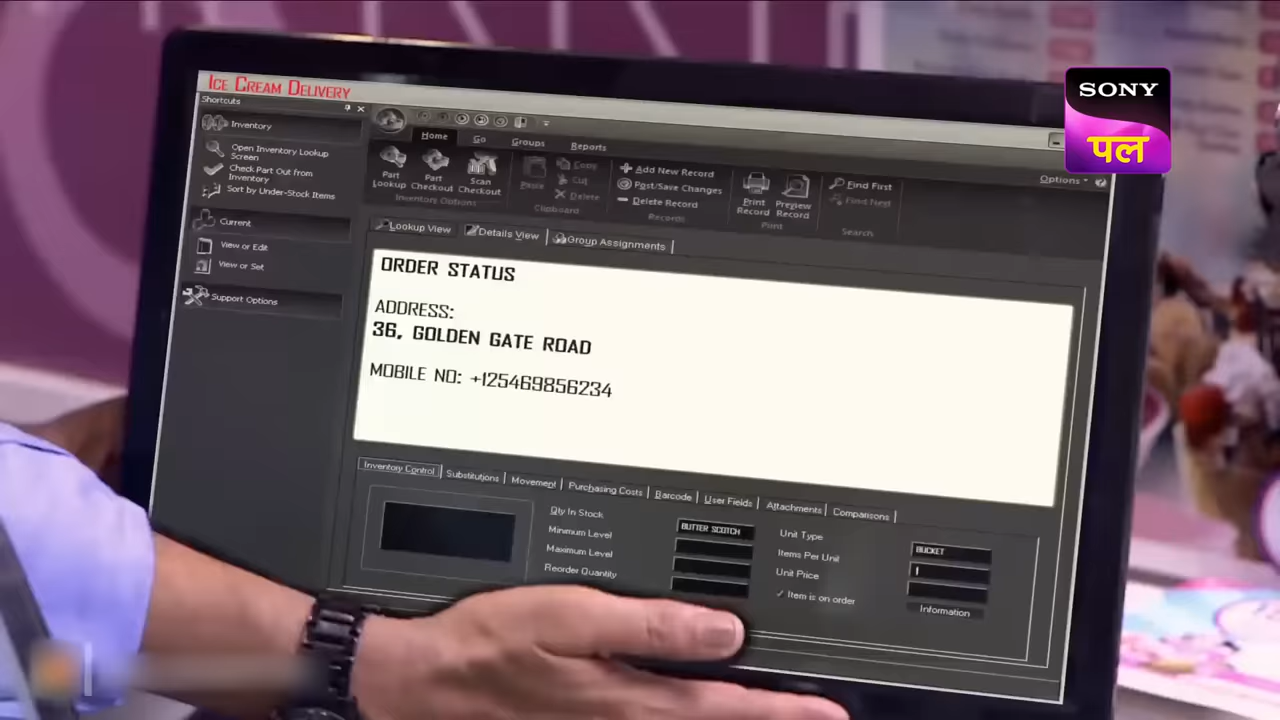 SONY
पल
ICE CREAM DELIVERY
Shortcuts
Inventory
Open Inventory Lookup
Screen
Check Part Out from
Inventory
Sort by Under-Stock Items
Current
View or Edit
View or Set
Support Options
Home Go Groups Reports
Options
Part
Lookup
Part
Checkout
Scan
Checkout
Inventory Options
Paste
Copy
Cut
Delete
Clipboard
Add New Record
Post/Save Changes
Delete Record
Records
Print
Record
Preview
Record
Print
Find First
Find Next
Search
Lookup View Details View Group Assignments
ORDER STATUS
ADDRESS:
36, GOLDEN GATE ROAD
MOBILE NO: +125469856234
Inventory Control Substitutions Movement Purchasing Costs Barcode User Fields Attachments Comparisons
Qty In Stock BUTTER SCOTCH
Minimum Level
Maximum Level
Reorder Quantity
Unit Type BUCKET
Items Per Unit 1
Unit Price
Item is on order
Information